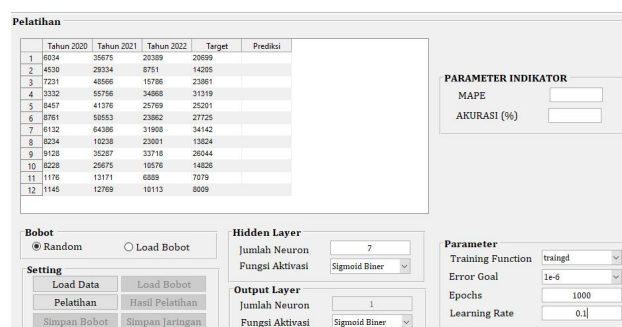 Pelatihan
Tahun 2020 Tahun 2021 Tahun 2022 Target Prediksi
1 6034 35675 20389 20699
2 4530 29334 8751 14205
3 7231 48566 15786 23861
4 3332 55756 34868 31319
5 8457 41376 25769 25201
6 8761 50553 23862 27725
7 6132 64386 31908 34142
8 8234 10238 23001 13824
9 9128 35287 33718 26044
10 8228 25675 10576 14826
11 1176 13171 6889 7079
12 1145 12769 10113 8009
PARAMETER INDIKATOR
MAPE
AKURASI (%)
Bobot
Random Load Bobot
Setting
Load Data Load Bobot
Pelatihan Hasil Pelatihan
Simpan Bobot Simpan Jaringan
Hidden Layer
Jumlah Neuron 7
Fungsi Aktivasi Sigmoid Biner
Output Layer
Jumlah Neuron 1
Fungsi Aktivasi Sigmoid Biner
Parameter
Training Function traingd
Error Goal 1e-6
Epochs 1000
Learning Rate 0.1